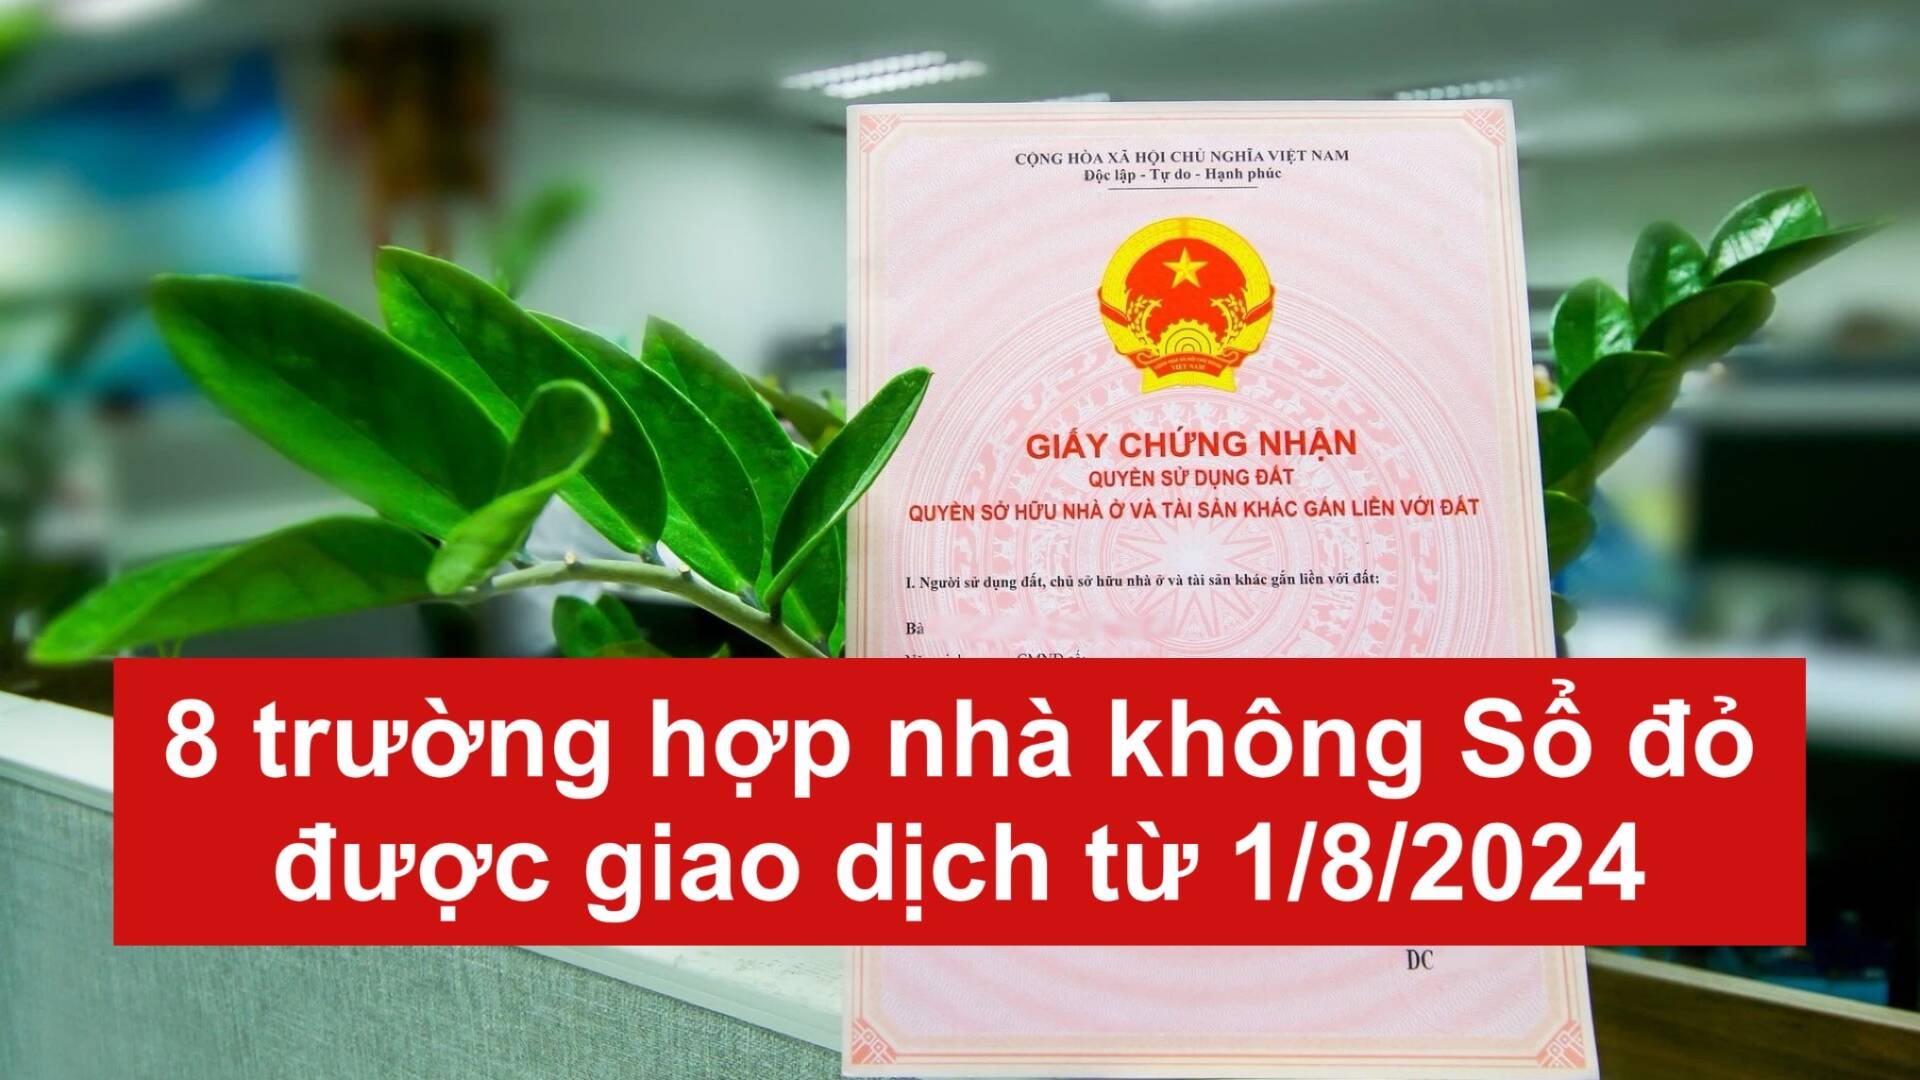 CỘNG HÒA XÃ HỘI CHỦ NGHĨA VIỆT NAM
Độc lập - Tự do - Hạnh phúc
VIỆT NAM
GIẤY CHỨNG NHẬN
QUYỀN SỬ DỤNG ĐẤT
QUYỀN SỞ HỮU NHÀ Ở VÀ TÀI SẢN KHÁC GẮN LIỀN VỚI ĐẤT
I. Người sử dụng đất, chủ sở hữu nhà ở và tài sản khác gắn liền với đất:
Bà
8 trường hợp nhà không Sổ đỏ
được giao dịch từ 1/8/2024
DC